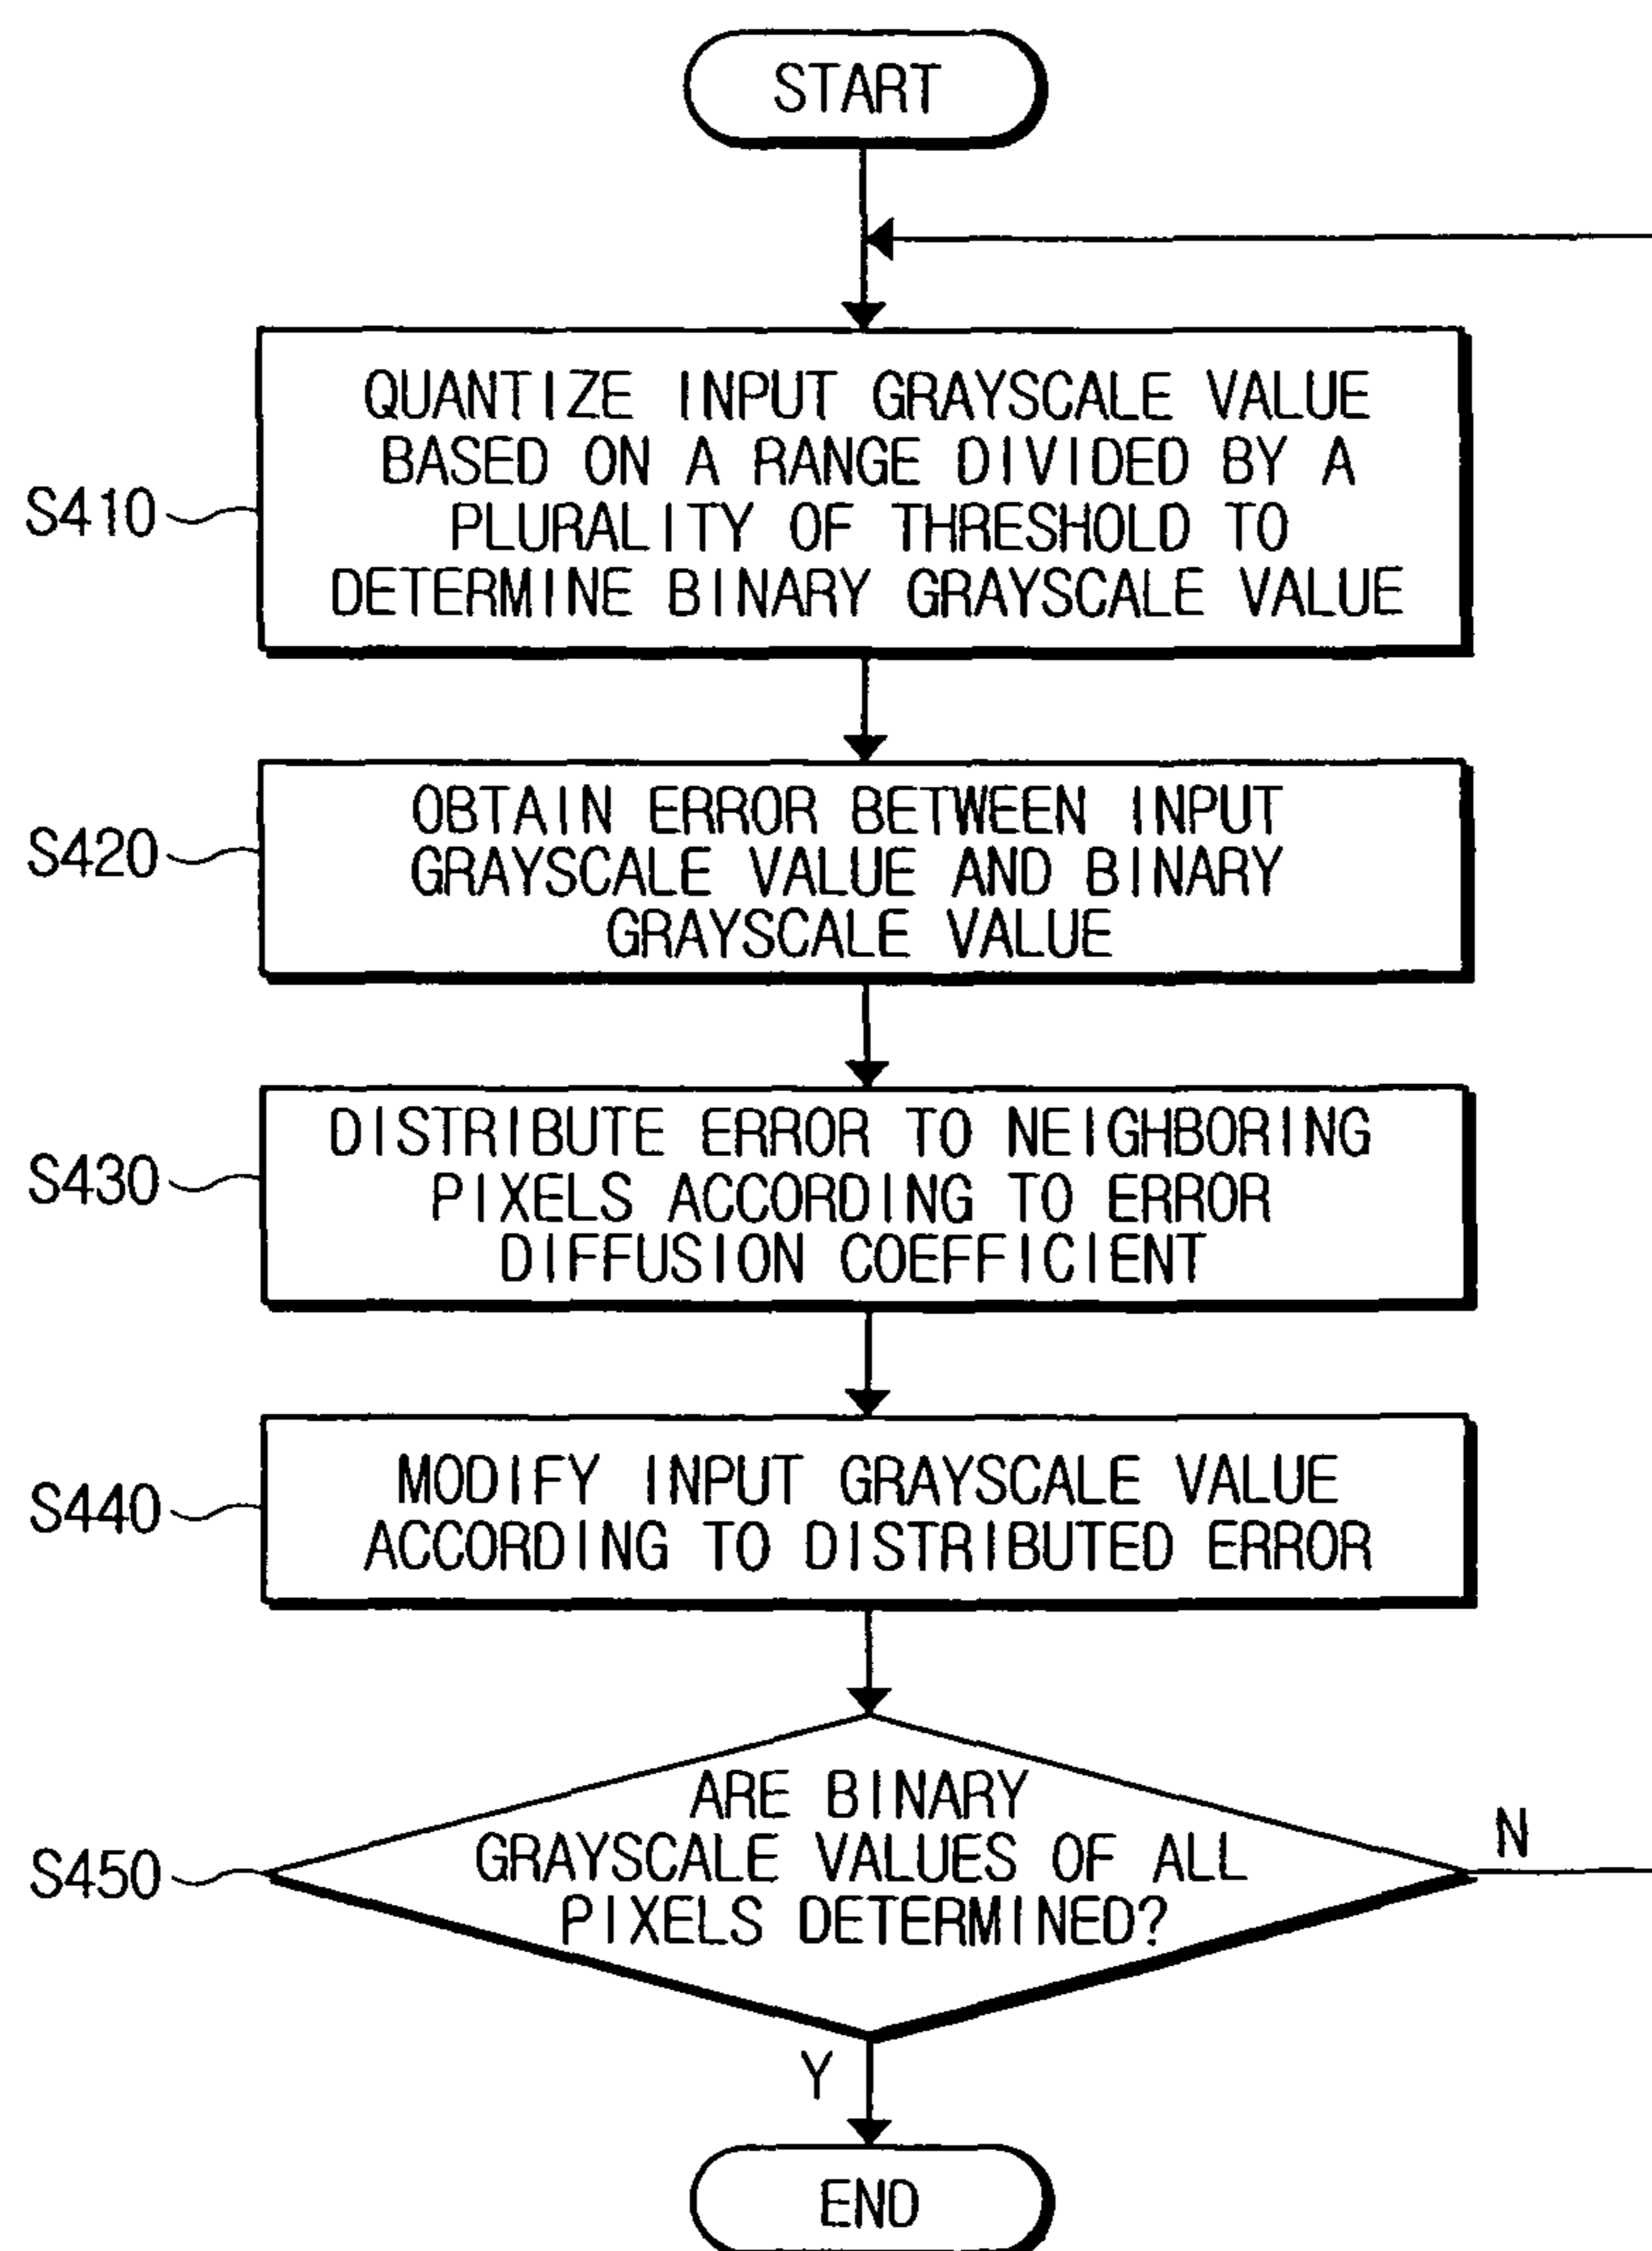 START
QUANTIZE INPUT GRAYSCALE VALUE
BASED ON A RANGE DIVIDED BY A
PLURALITY OF THRESHOLD TO
DETERMINE BINARY GRAYSCALE VALUE
S410
OBTAIN ERROR BETWEEN INPUT
GRAYSCALE VALUE AND BINARY
GRAYSCALE VALUE
S420
DISTRIBUTE ERROR TO NEIGHBORING
PIXELS ACCORDING TO ERROR
DIFFUSION COEFFICIENT
S430
MODIFY INPUT GRAYSCALE VALUE
ACCORDING TO DISTRIBUTED ERROR
S440
ARE BINARY
GRAYSCALE VALUES OF ALL
PIXELS DETERMINED?
S450
N
Y
END